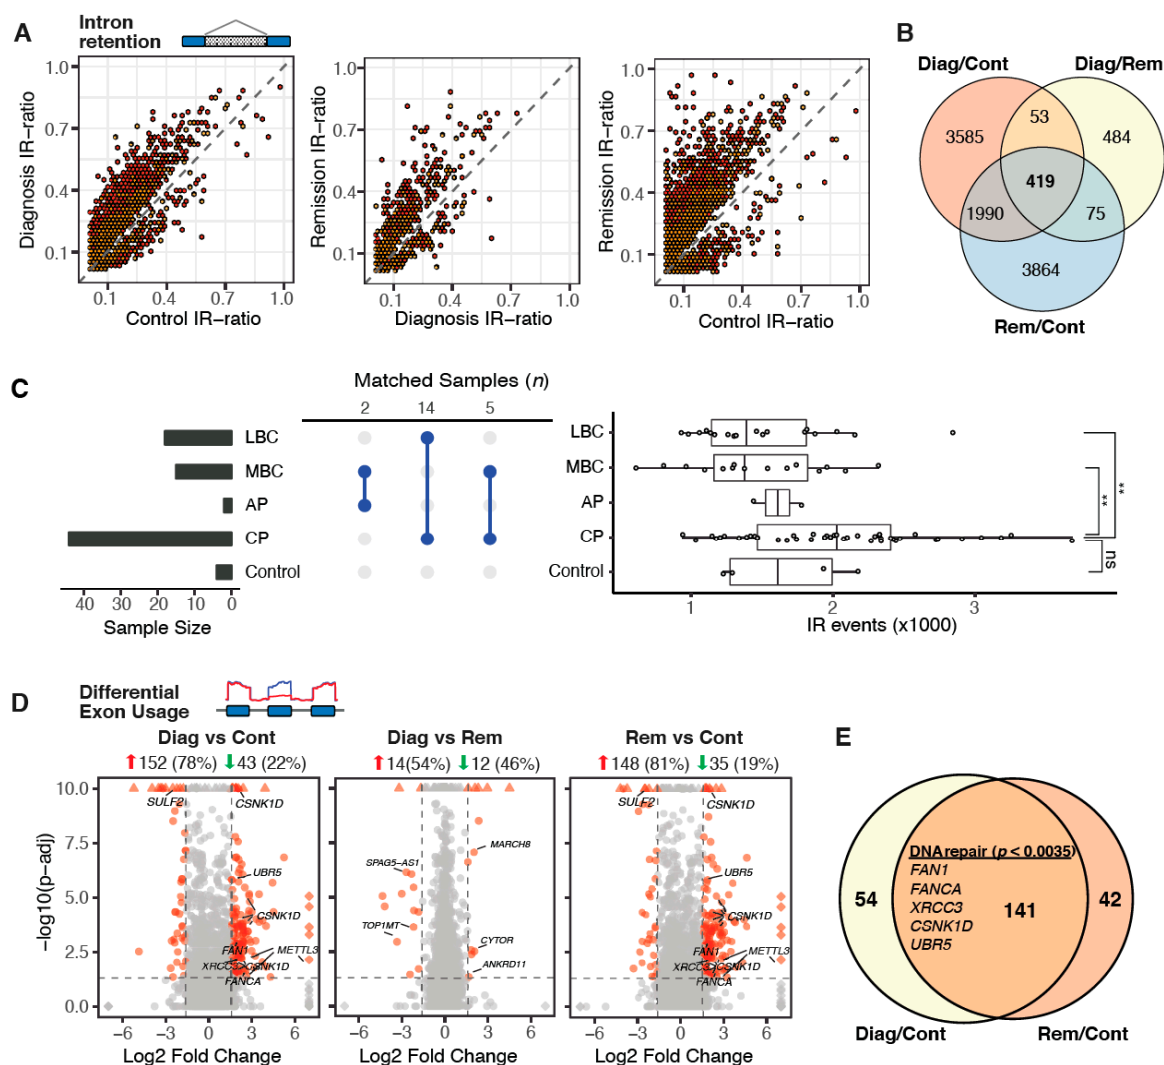 A
Intron
retention
1.0
0.7
0.4
0.1
Diagnosis IR-ratio
0.1 0.4 0.7 1.0
Control IR-ratio
1.0
0.7
0.4
0.1
Remission IR-ratio
0.1 0.4 0.7 1.0
Diagnosis IR-ratio
1.0
0.7
0.4
0.1
Remission IR-ratio
0.1 0.4 0.7 1.0
Control IR-ratio
B
Diag/Cont Diag/Rem
53
3585 484
419
1990 75
3864
Rem/Cont
C
Matched Samples (n)
2 14 5
LBC
MBC
AP
CP
Control
40 30 20 10 0
Sample Size
LBC
MBC
AP
CP
Control
**
**
ns
1 2 3
IR events (x1000)
D
Differential
Exon Usage
Diag vs Cont
152 (78%) 43 (22%)
10.0
7.5
5.0
2.5
0.0
-log10(p-adj)
SULF2
CSNK1D
UBR5
CSNK1D
FAN1
METTL3
XRCC3
CSNK1D
FANCA
-6 -3 0 3 6
Log2 Fold Change
Diag vs Rem
14(54%) 12 (46%)
MARCH8
SPAG5-AS1
TOP1MT
CYTOR
ANKRD11
-6 -3 0 3 6
Log2 Fold Change
Rem vs Cont
148 (81%) 35 (19%)
SULF2
CSNK1D
UBR5
CSNK1D
FAN1
METTL3
XRCC3
CSNK1D
FANCA
-6 -3 0 3 6
Log2 Fold Change
E
DNA repair (p < 0.0035)
FAN1
FANCA
XRCC3
CSNK1D
UBR5
54 141 42
Diag/Cont Rem/Cont